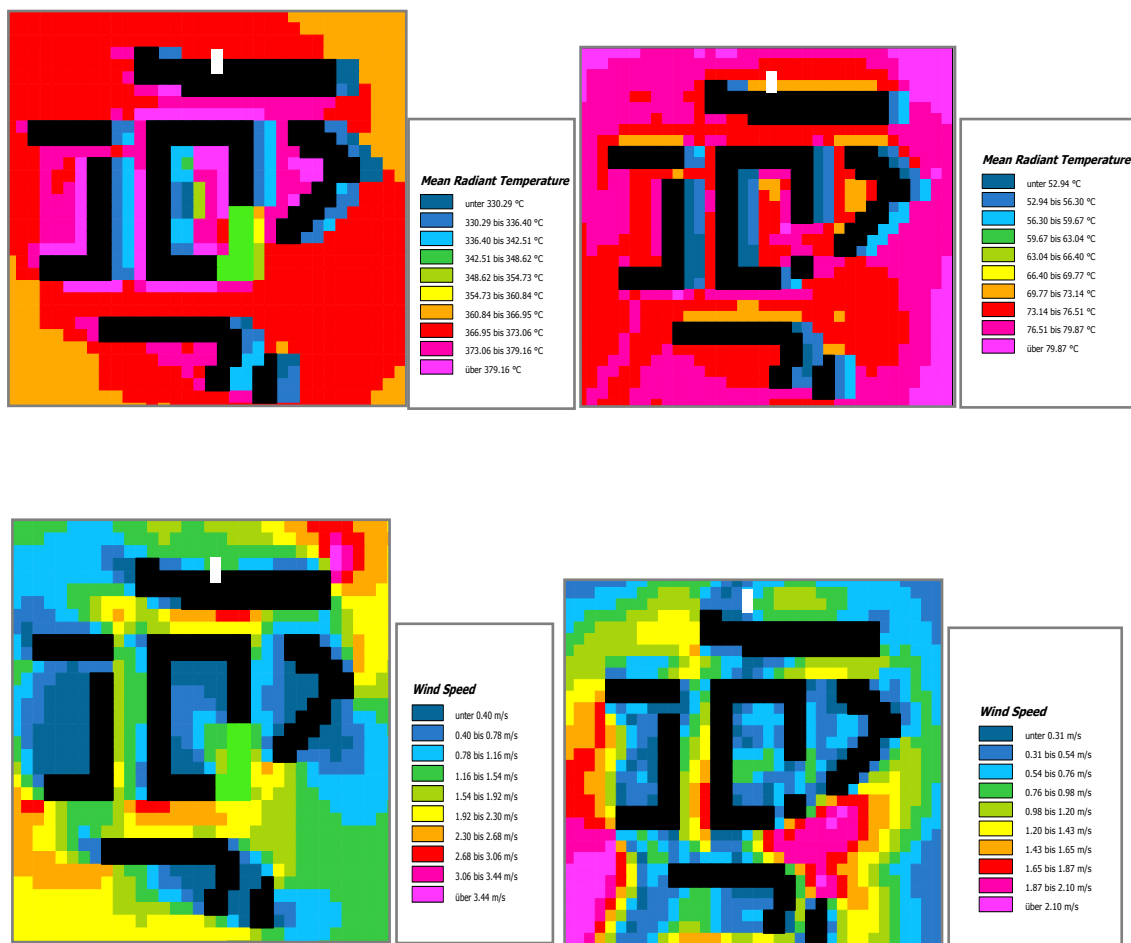 Mean Radiant Temperature
unter 330.29 °C
330.29 bis 336.40 °C
336.40 bis 342.51 °C
342.51 bis 348.62 °C
348.62 bis 354.73 °C
354.73 bis 360.84 °C
360.84 bis 366.95 °C
366.95 bis 373.06 °C
373.06 bis 379.16 °C
über 379.16 °C
Mean Radiant Temperature
unter 52.94 °C
52.94 bis 56.30 °C
56.30 bis 59.67 °C
59.67 bis 63.04 °C
63.04 bis 66.40 °C
66.40 bis 69.77 °C
69.77 bis 73.14 °C
73.14 bis 76.51 °C
76.51 bis 79.87 °C
über 79.87 °C
Wind Speed
unter 0.40 m/s
0.40 bis 0.78 m/s
0.78 bis 1.16 m/s
1.16 bis 1.54 m/s
1.54 bis 1.92 m/s
1.92 bis 2.30 m/s
2.30 bis 2.68 m/s
2.68 bis 3.06 m/s
3.06 bis 3.44 m/s
über 3.44 m/s
Wind Speed
unter 0.31 m/s
0.31 bis 0.54 m/s
0.54 bis 0.76 m/s
0.76 bis 0.98 m/s
0.98 bis 1.20 m/s
1.20 bis 1.43 m/s
1.43 bis 1.65 m/s
1.65 bis 1.87 m/s
1.87 bis 2.10 m/s
über 2.10 m/s